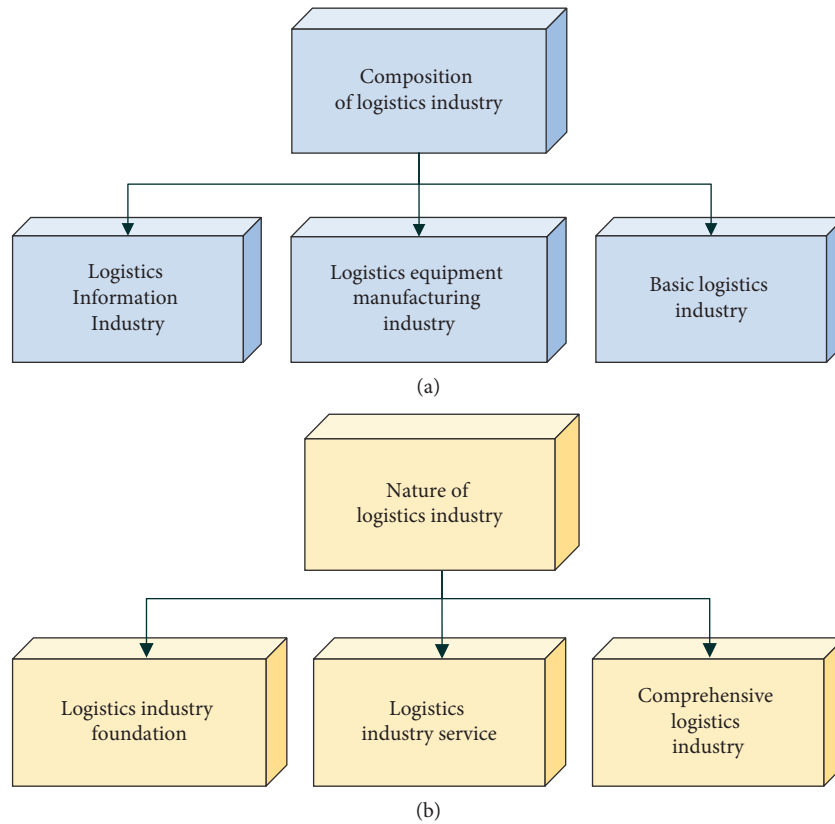 Composition
of logistics industry
Logistics
Information
Industry
Logistics equipment
manufacturing
industry
Basic logistics
industry
(a)
Nature of
logistics industry
Logistics industry
foundation
Logistics
industry service
Comprehensive
logistics
industry
(b)